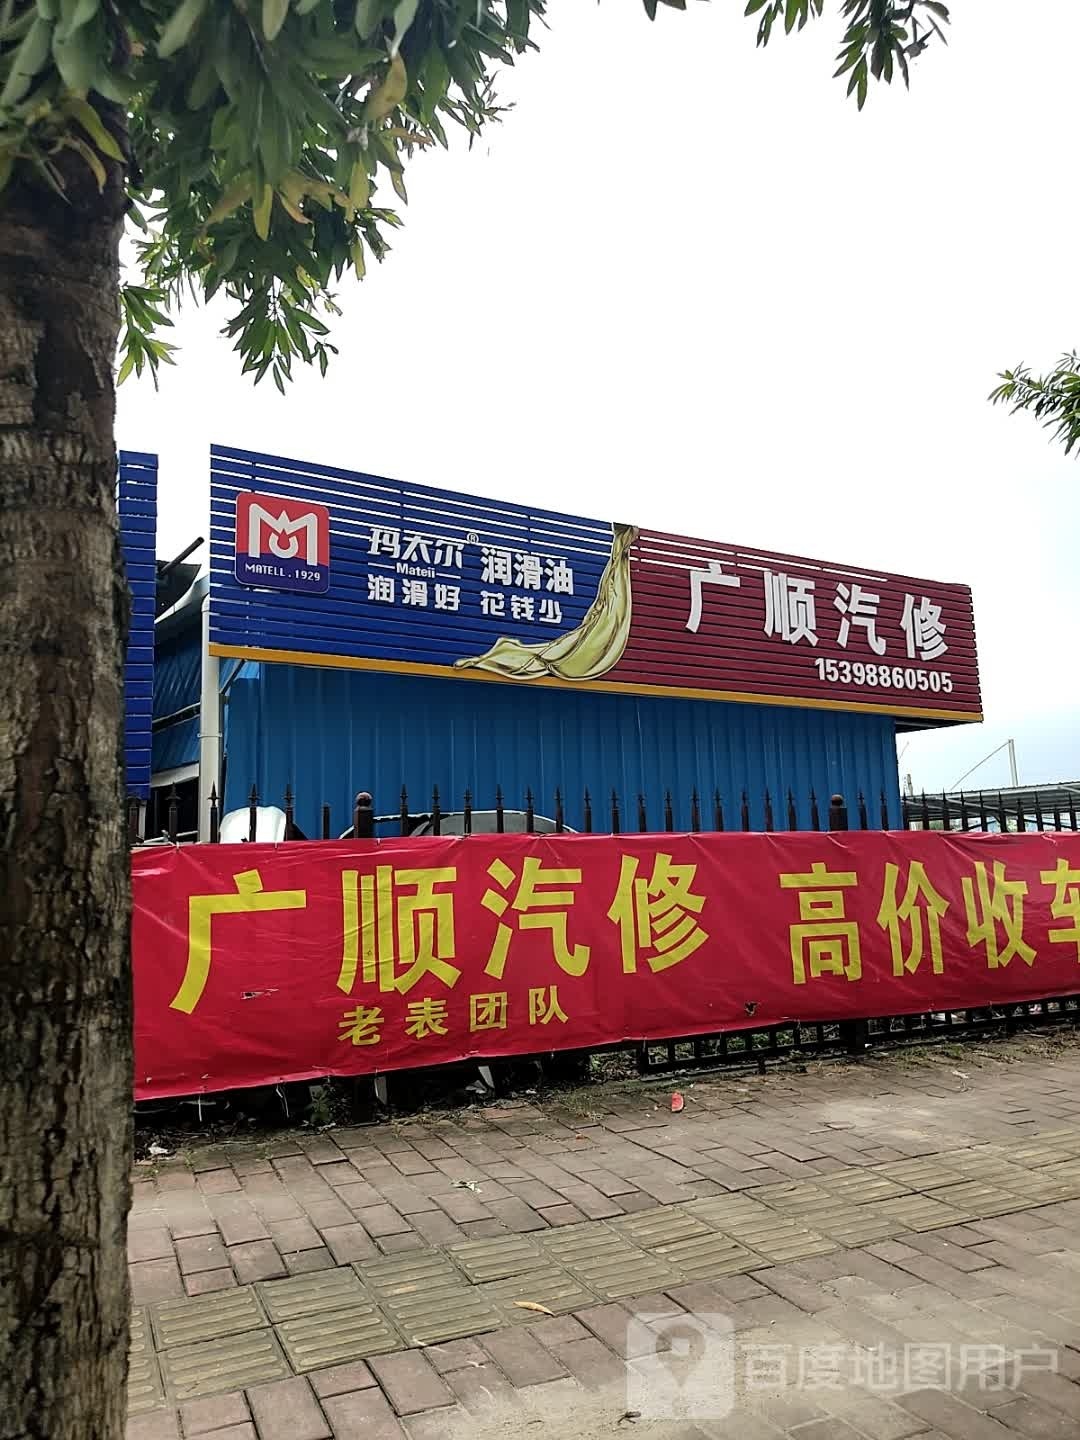 MATELL.1929
玛太尔® 润滑油
Mateii
润滑好 花钱少
广顺汽修
15398860505
广顺汽修 高价收车
老表团队
百度地图用户